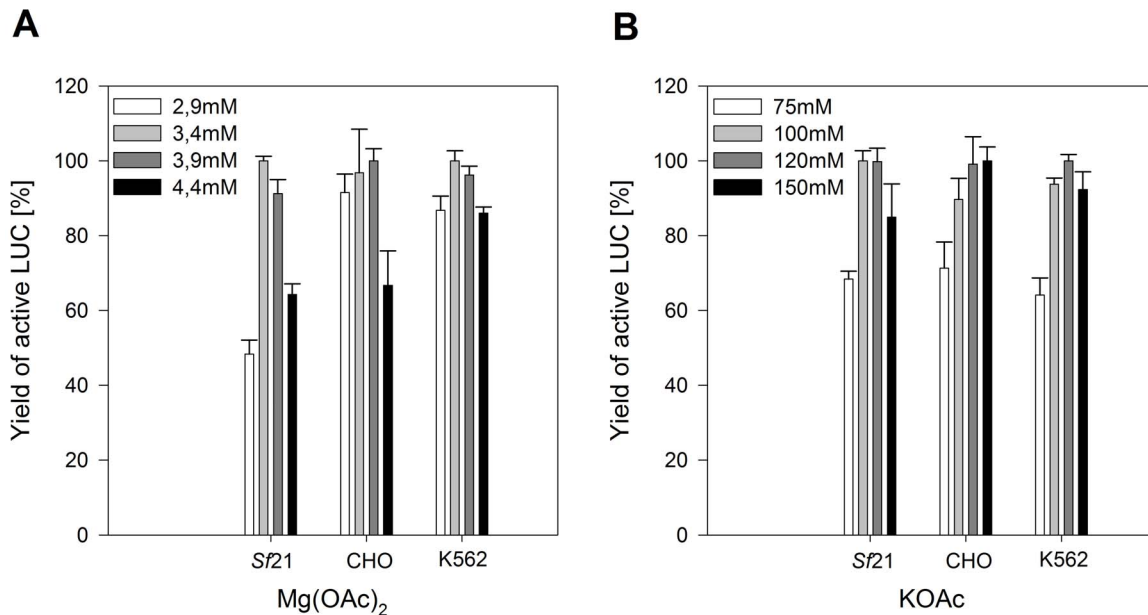 A
Yield of active LUC [%]
120
100
80
60
40
20
0
2,9mM
3,4mM
3,9mM
4,4mM
Sf21 CHO K562
Mg(OAc)₂
B
Yield of active LUC [%]
120
100
80
60
40
20
0
75mM
100mM
120mM
150mM
Sf21 CHO K562
KOAc